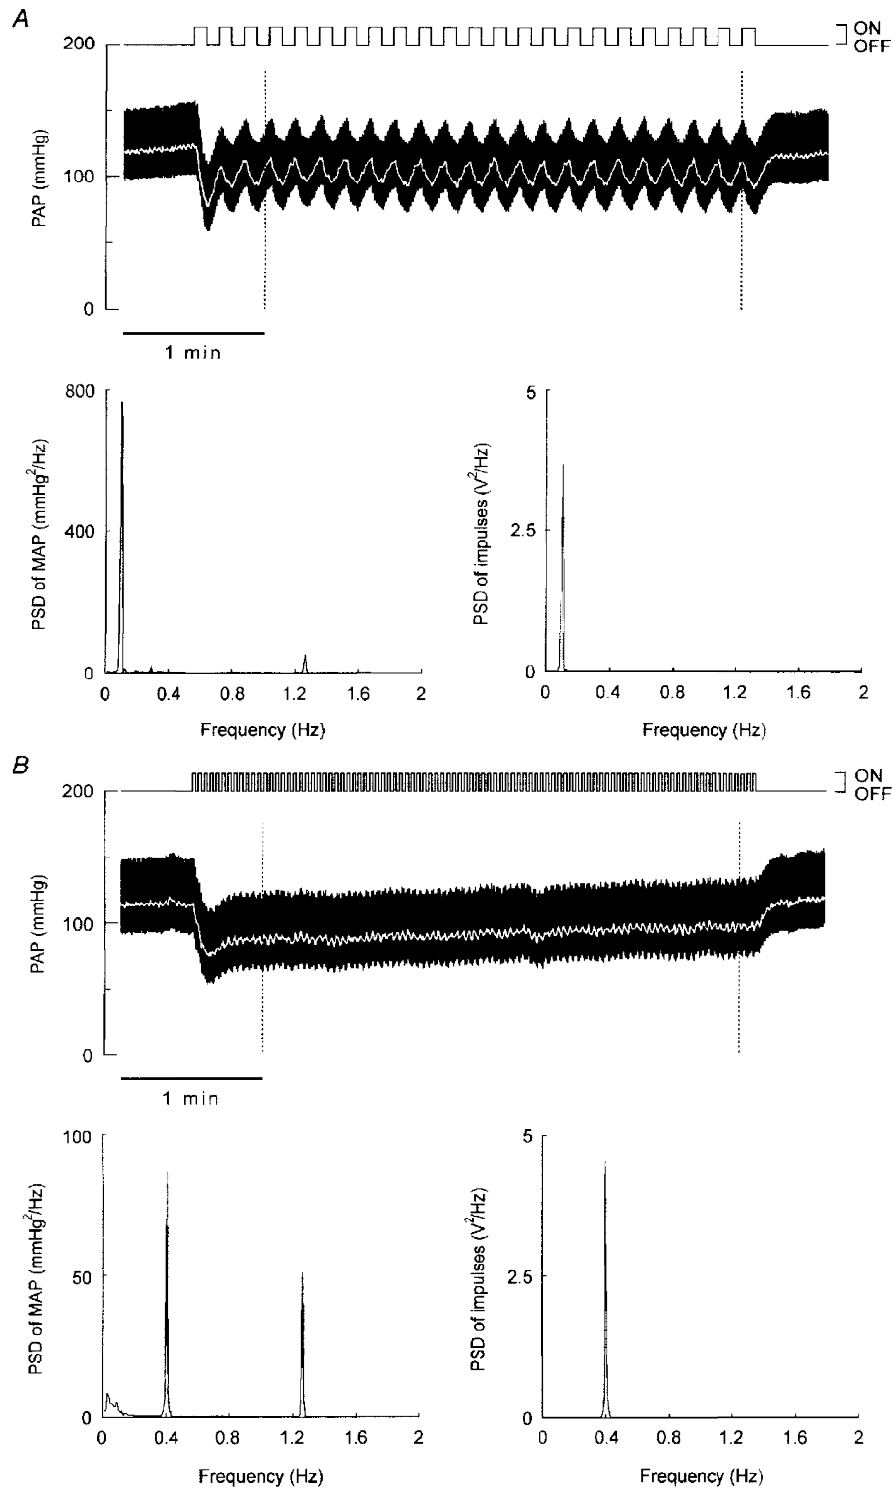 A
ON
OFF
200
100
0
PAP (mmHg)
1 min
800
400
0
PSD of MAP (mmHg²/Hz)
0 0.4 0.8 1.2 1.6 2
Frequency (Hz)
5
2.5
0
PSD of impulses (V²/Hz)
0 0.4 0.8 1.2 1.6 2
Frequency (Hz)
B
ON
OFF
200
100
0
PAP (mmHg)
1 min
100
50
0
PSD of MAP (mmHg²/Hz)
0 0.4 0.8 1.2 1.6 2
Frequency (Hz)
5
2.5
0
PSD of impulses (V²/Hz)
0 0.4 0.8 1.2 1.6 2
Frequency (Hz)